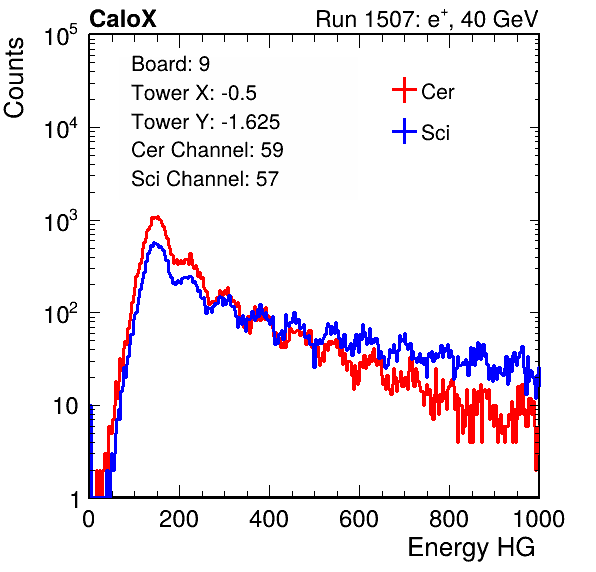 CaloX Run 1507: e⁺, 40 GeV
Counts
10⁵
10⁴
10³
10²
10
1
Board: 9
Tower X: -0.5
Tower Y: -1.625
Cer Channel: 59
Sci Channel: 57
Cer
Sci
0 200 400 600 800 1000
Energy HG